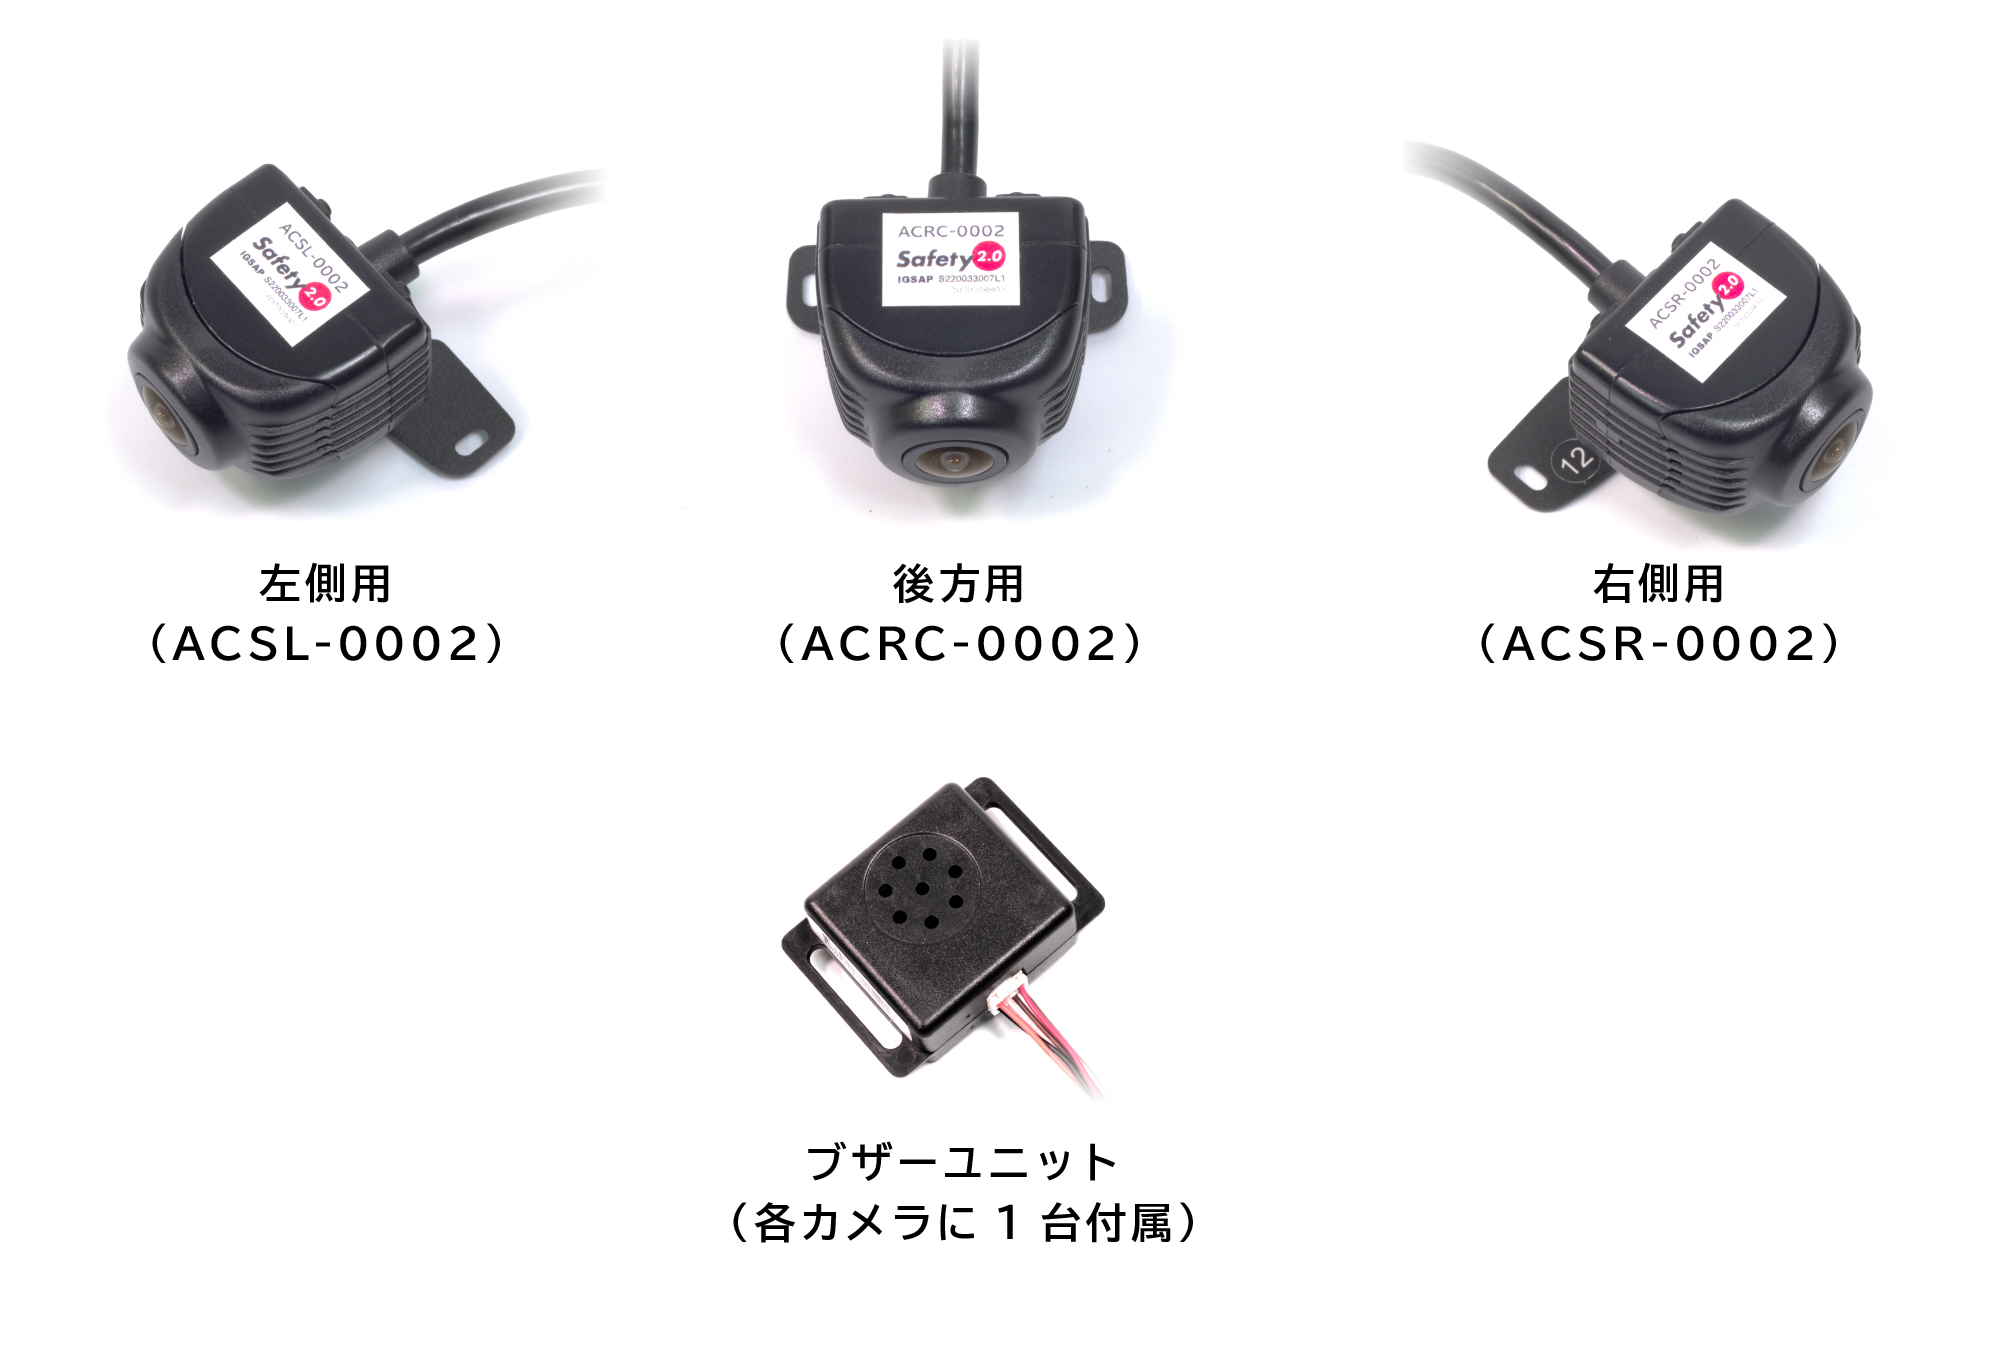 ACSL-0002
Safety2.0
IGSAP S220033007L1
ACRC-0002
Safety2.0
IGSAP S220033007L1
ACSR-0002
Safety2.0
IGSAP S220033007L1
12
左側用
（ACSL-0002）
後方用
（ACRC-0002）
右側用
（ACSR-0002）
ブザーユニット
（各カメラに1台付属）